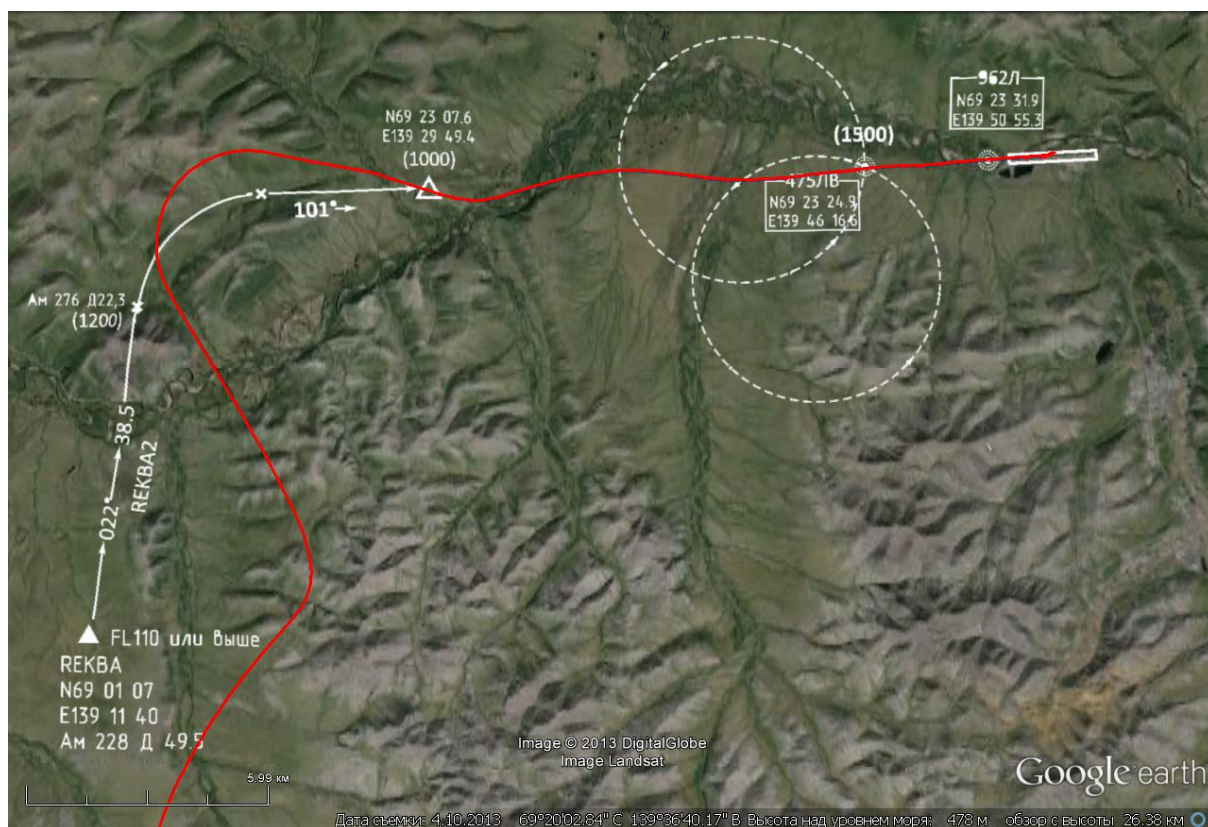 962Л
N69 23 31.9
E139 50 55.3
N69 23 07.6
E139 29 49.4
(1000)
(1500)
475ЛВ
N69 23 24.9
E139 46 16.6
101°
Ам 276 Д22,3
(1200)
38.5
REKBA2
022°
FL110 или выше
REKBA
N69 01 07
E139 11 40
Ам 228 Д 49.5
Image © 2013 DigitalGlobe
Image Landsat
Google earth
5.99 км
Дата съемки: 4.10.2013 69°20'02.84" С 139°36'40.17" В Высота над уровнем моря: 478 м обзор с высоты 26.38 км